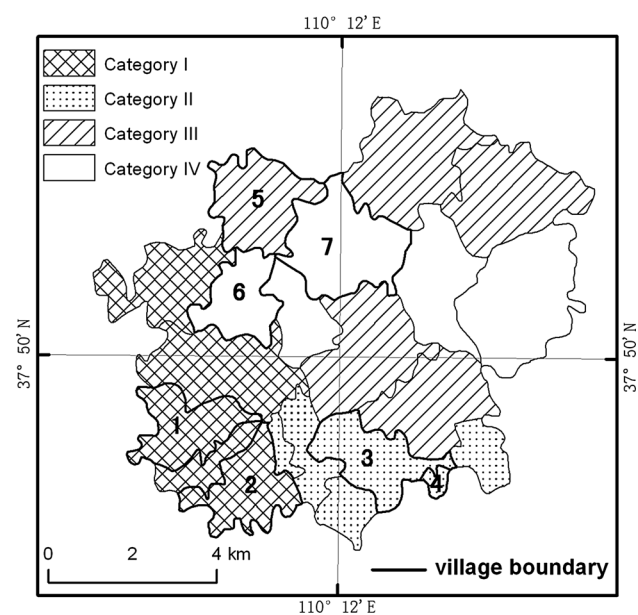 110° 12′E
Category I
Category II
Category III
Category IV
5
7
6
37° 50′N
37° 50′N
1
3
2
4
0 2 4 km
village boundary
110° 12′E